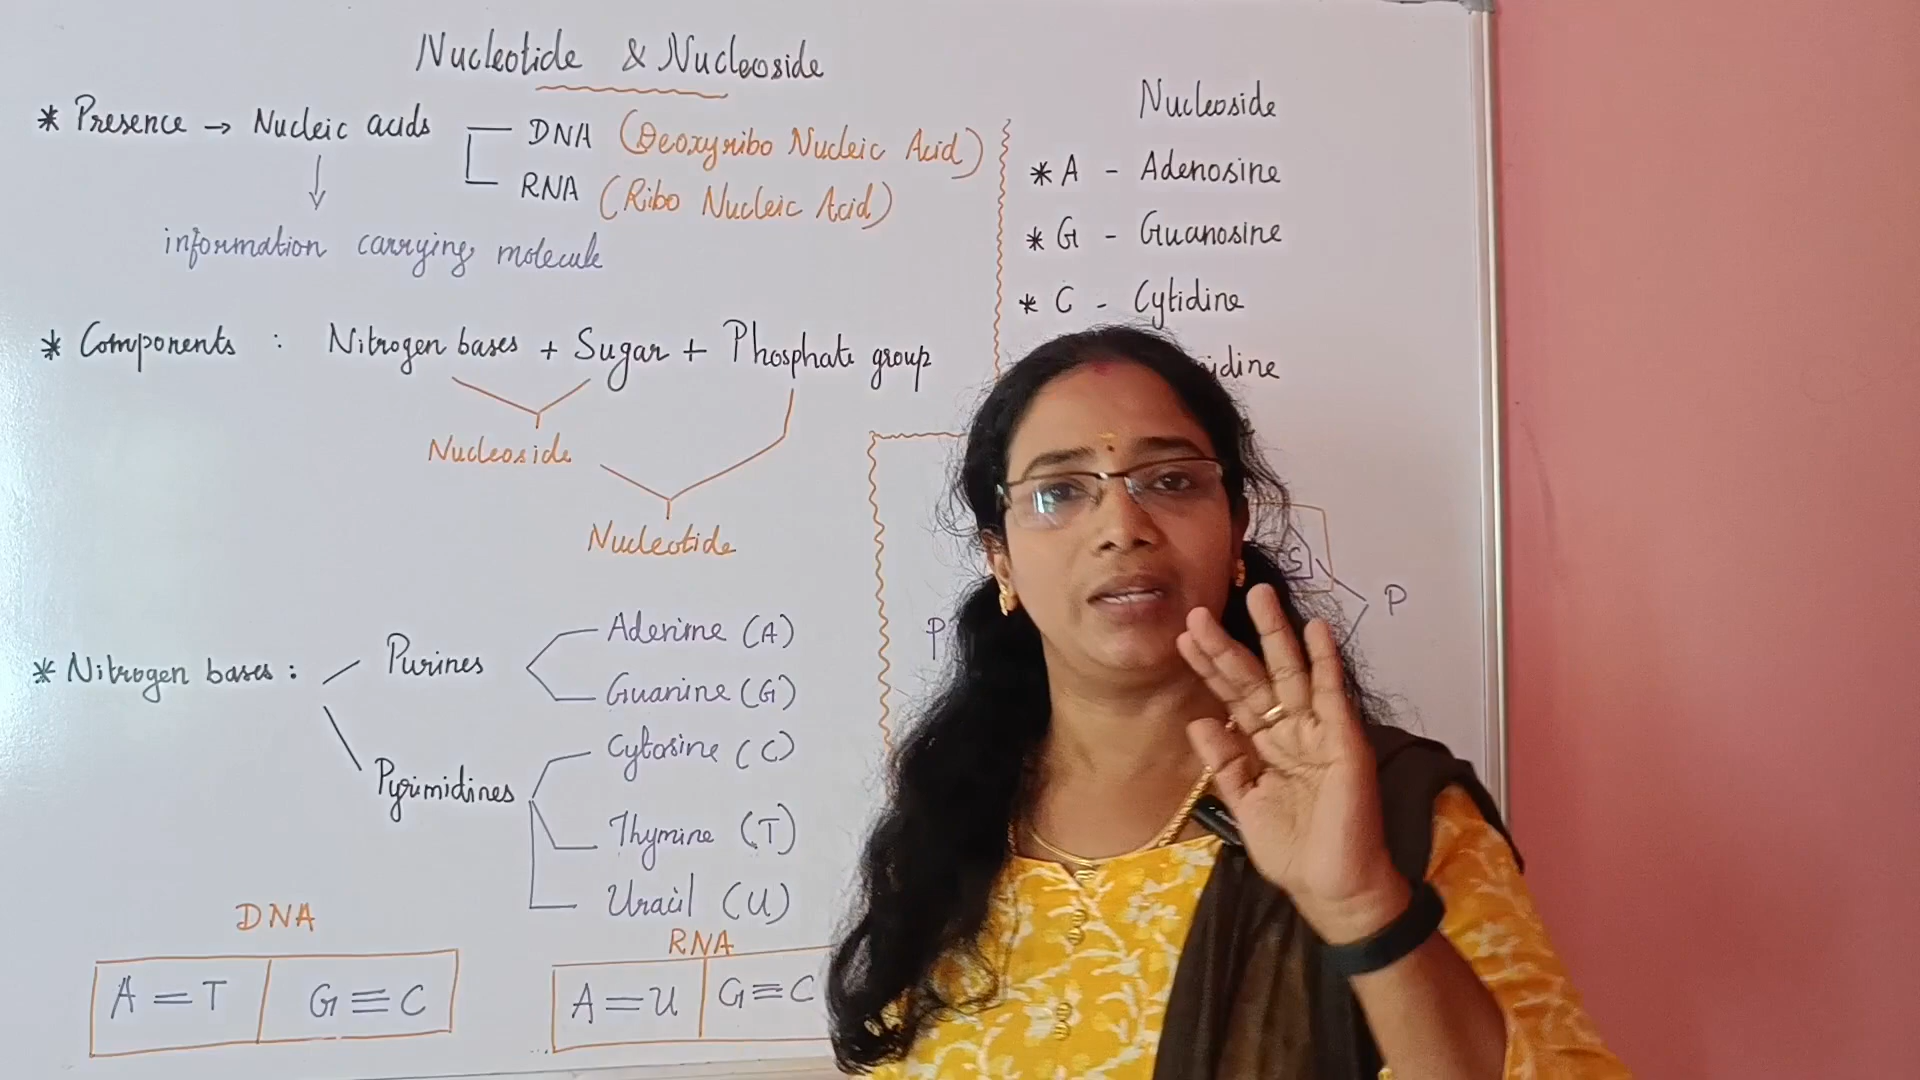 Nucleotide & Nucleoside
* Presence → Nucleic acids
DNA (Deoxyribo Nucleic Acid)
RNA (Ribo Nucleic Acid)
information carrying molecule
* Components : Nitrogen bases + Sugar + Phosphate group
Nucleoside
Nucleotide
* Nitrogen bases :
Purines
Adenine (A)
Guanine (G)
Pyrimidines
Cytosine (C)
Thymine (T)
Uracil (U)
DNA
A = T
G ≡ C
RNA
A = U
G ≡ C
Nucleoside
* A - Adenosine
* G - Guanosine
* C - Cytidine
P
S
P